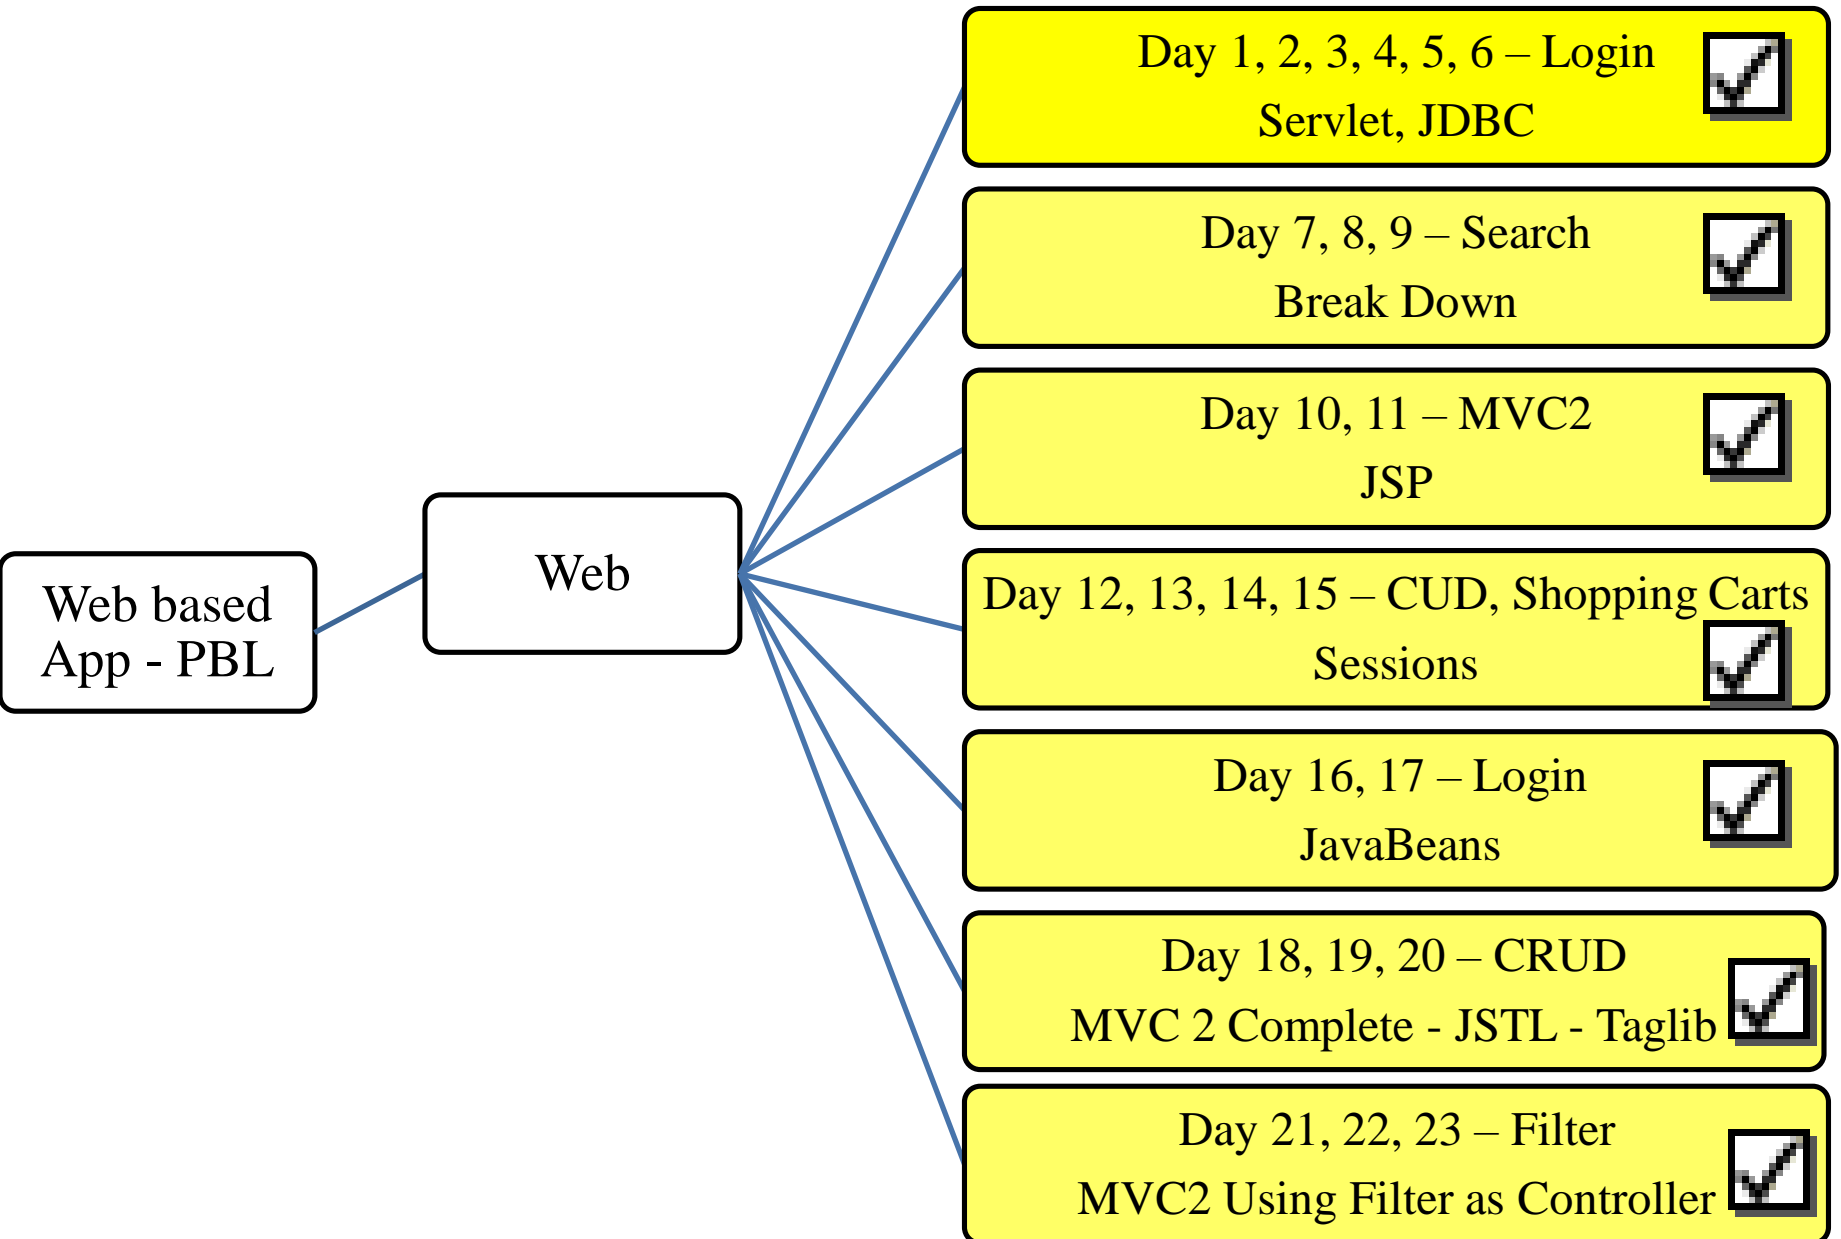 Day 1, 2, 3, 4, 5, 6 – Login
Servlet, JDBC
Day 7, 8, 9 – Search
Break Down
Day 10, 11 – MVC2
JSP
Web
Web based
App - PBL
Day 12, 13, 14, 15 – CUD, Shopping Carts
Sessions
Day 16, 17 – Login
JavaBeans
Day 18, 19, 20 – CRUD
MVC 2 Complete - JSTL - Taglib
Day 21, 22, 23 – Filter
MVC2 Using Filter as Controller